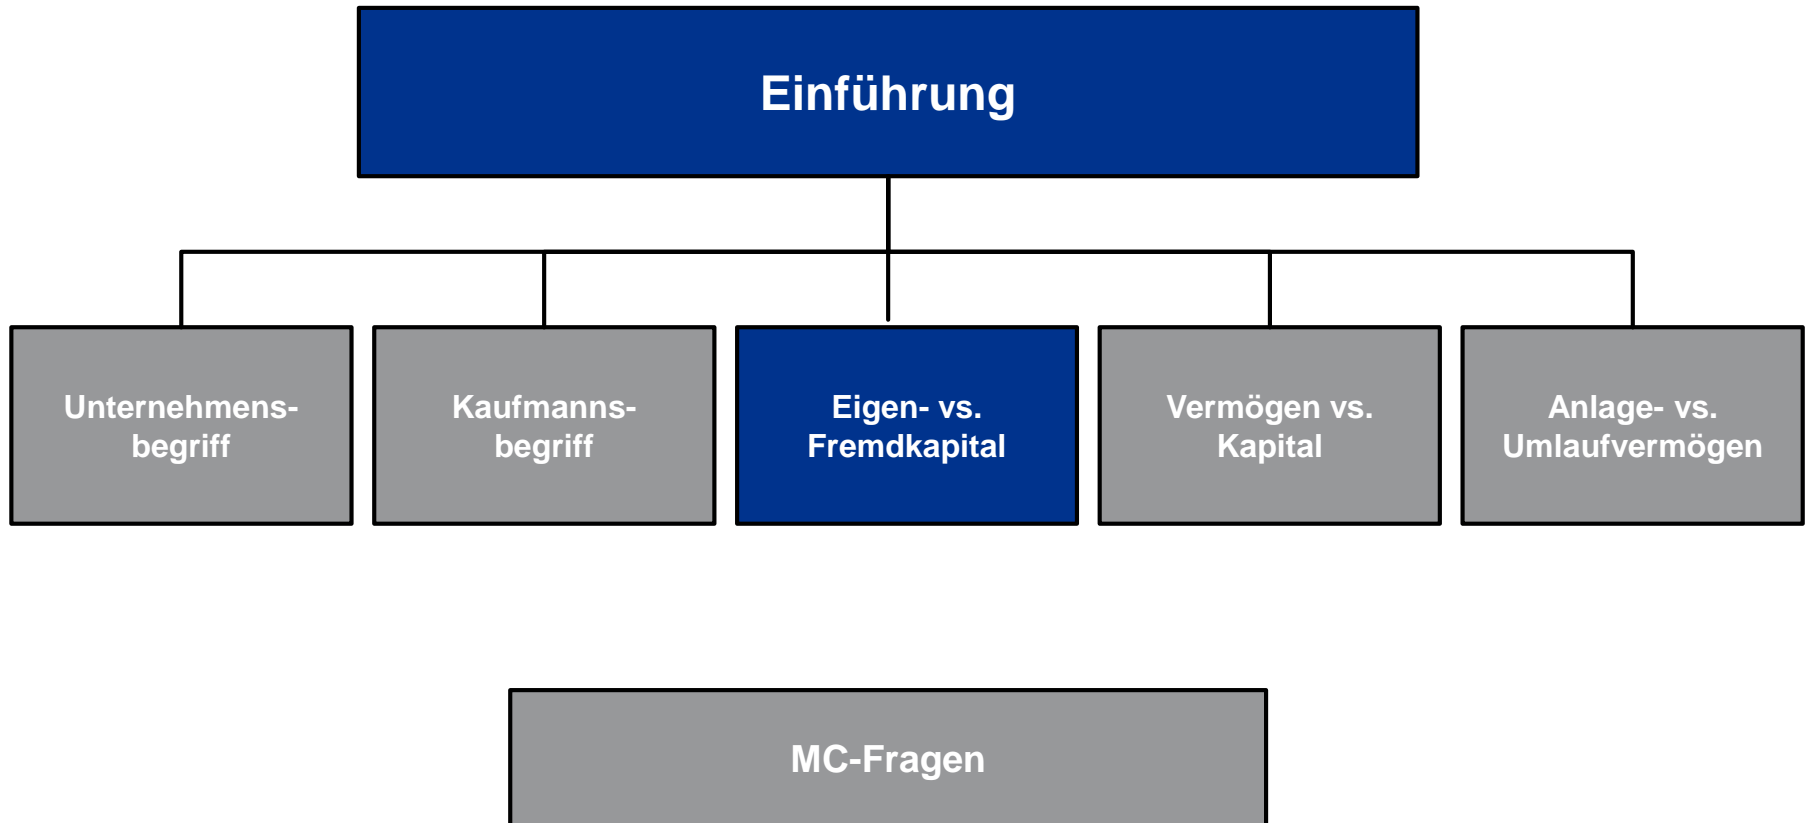 Einführung
Unternehmens-
begriff
Kaufmanns-
begriff
Eigen- vs.
Fremdkapital
Vermögen vs.
Kapital
Anlage- vs.
Umlaufvermögen
MC-Fragen